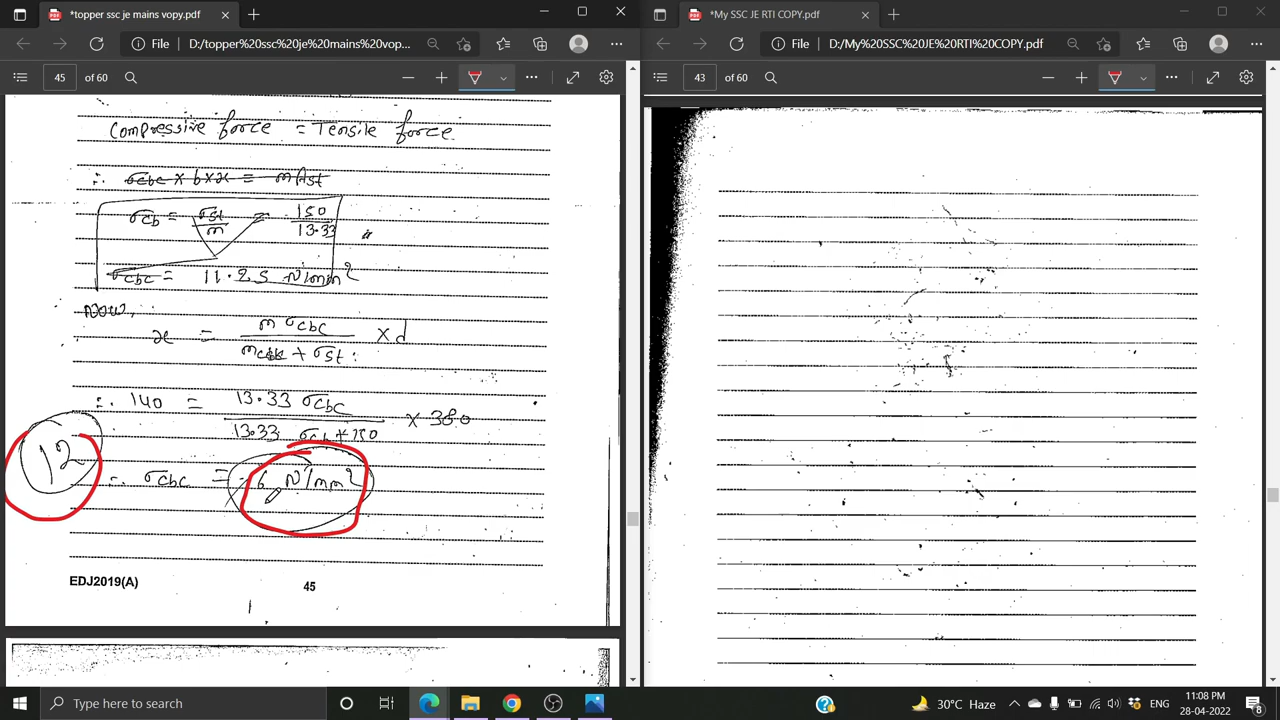 *topper ssc je mains vopy.pdf
*My SSC JE RTI COPY.pdf
File D:/topper%20ssc%20je%20mains%20vop...
File D:/My%20SSC%20JE%20RTI%20COPY.pdf
45 of 60
43 of 60
Compressive force = Tensile force
∴ σcbc × b × x = mAst
σcb = σst/m = 150/13.33
σcbc = 11.25 N/mm²
Now,
x = m σcbc / mσcbc + σst × d
∴ 140 = 13.33 σcbc / 13.33 σcb + 150 × 380
12
∴ σcbc = 6 N/mm²
EDJ2019(A) 45
Type here to search
30°C Haze
ENG
11:08 PM
28-04-2022
8